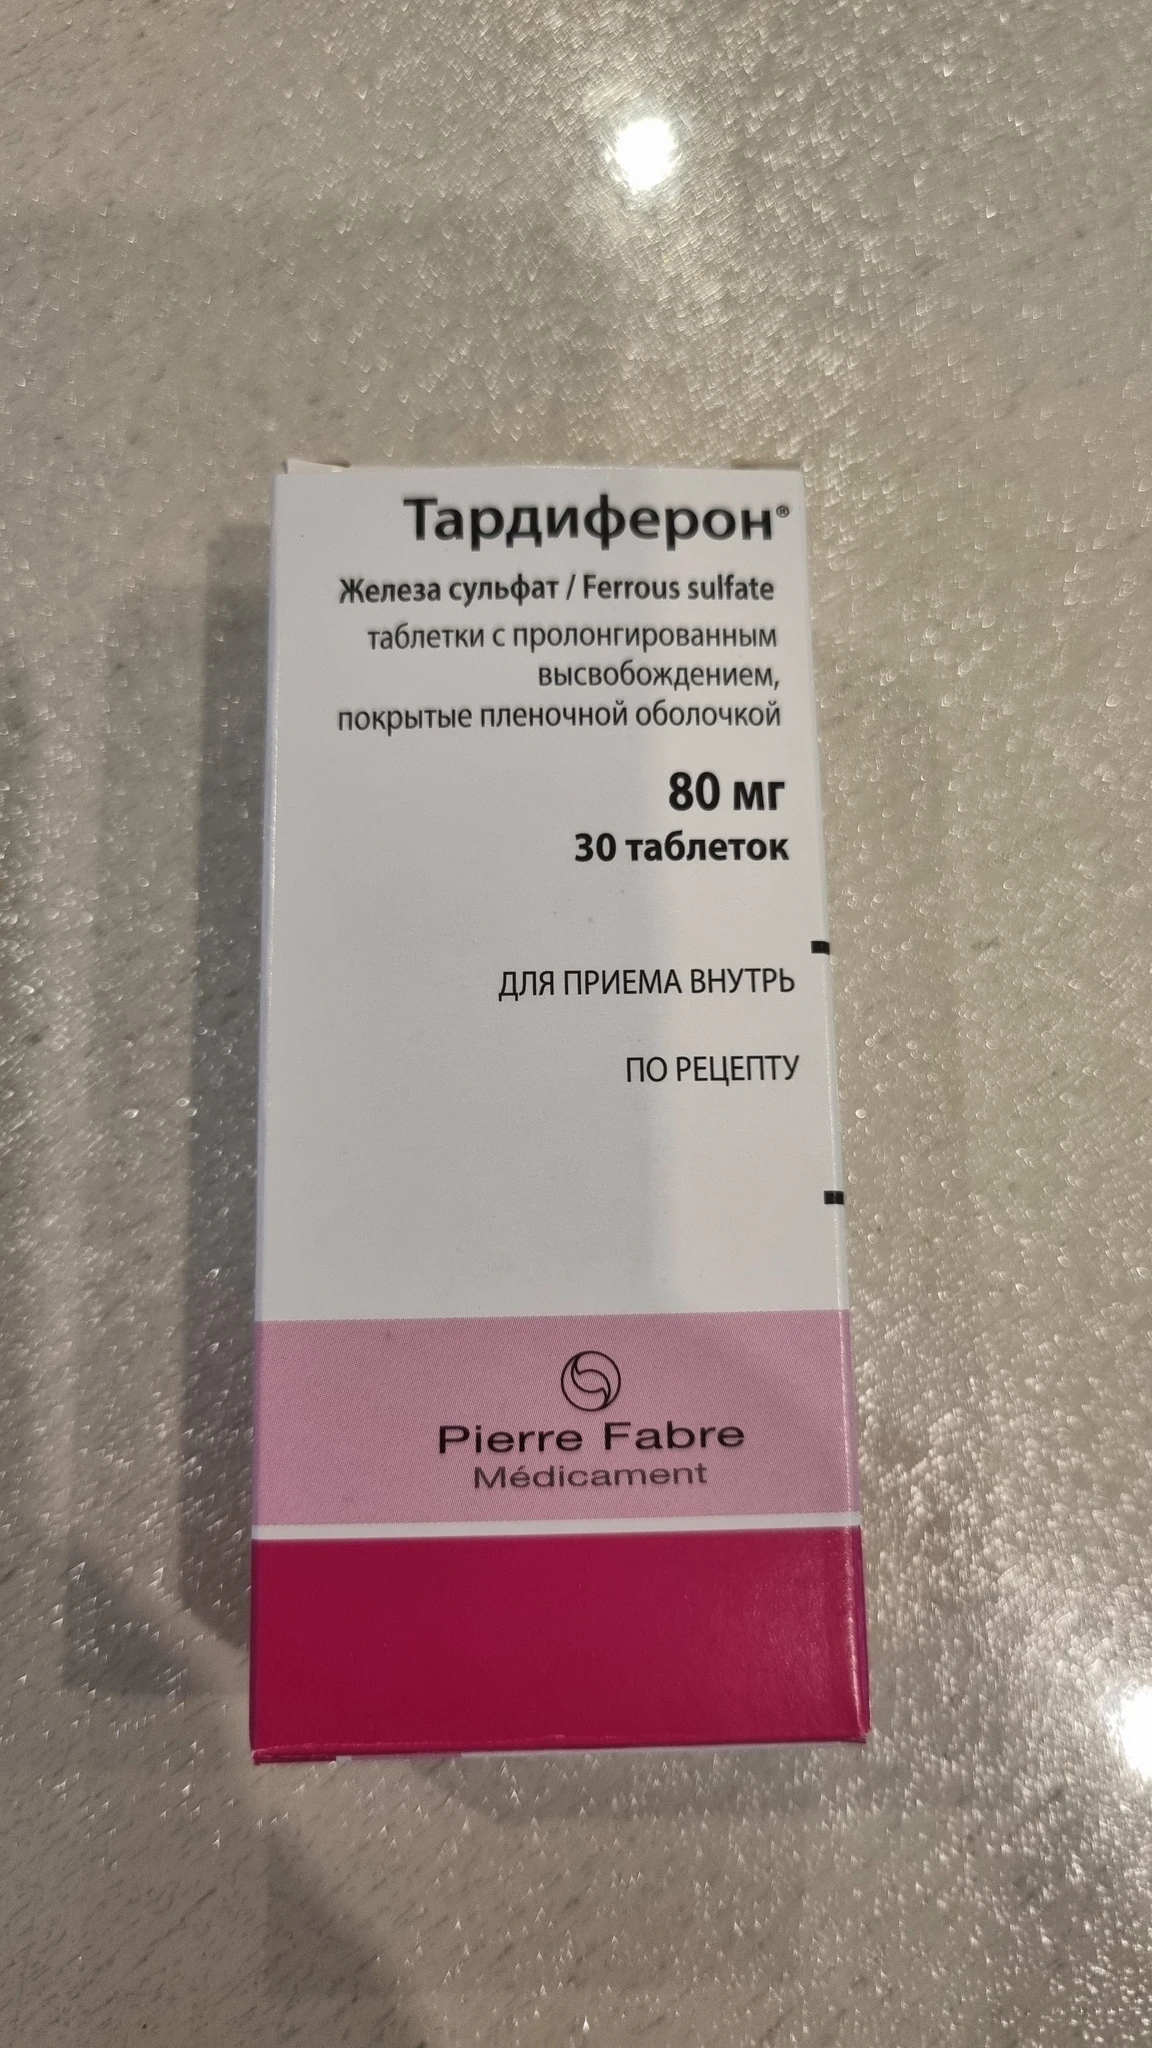 Тардиферон®
Железа сульфат / Ferrous sulfate
таблетки с пролонгированным
высвобождением,
покрытые пленочной оболочкой
80 мг
30 таблеток
ДЛЯ ПРИЕМА ВНУТРЬ
ПО РЕЦЕПТУ
Pierre Fabre
Médicament